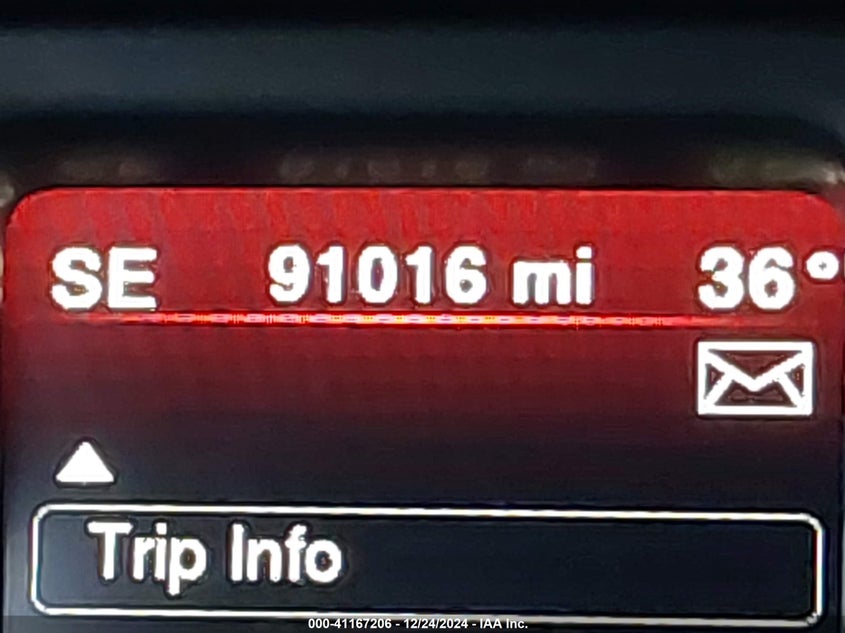 SE 91016 mi 36°
Trip Info
000-41167206 - 12/24/2024 - IAA Inc.